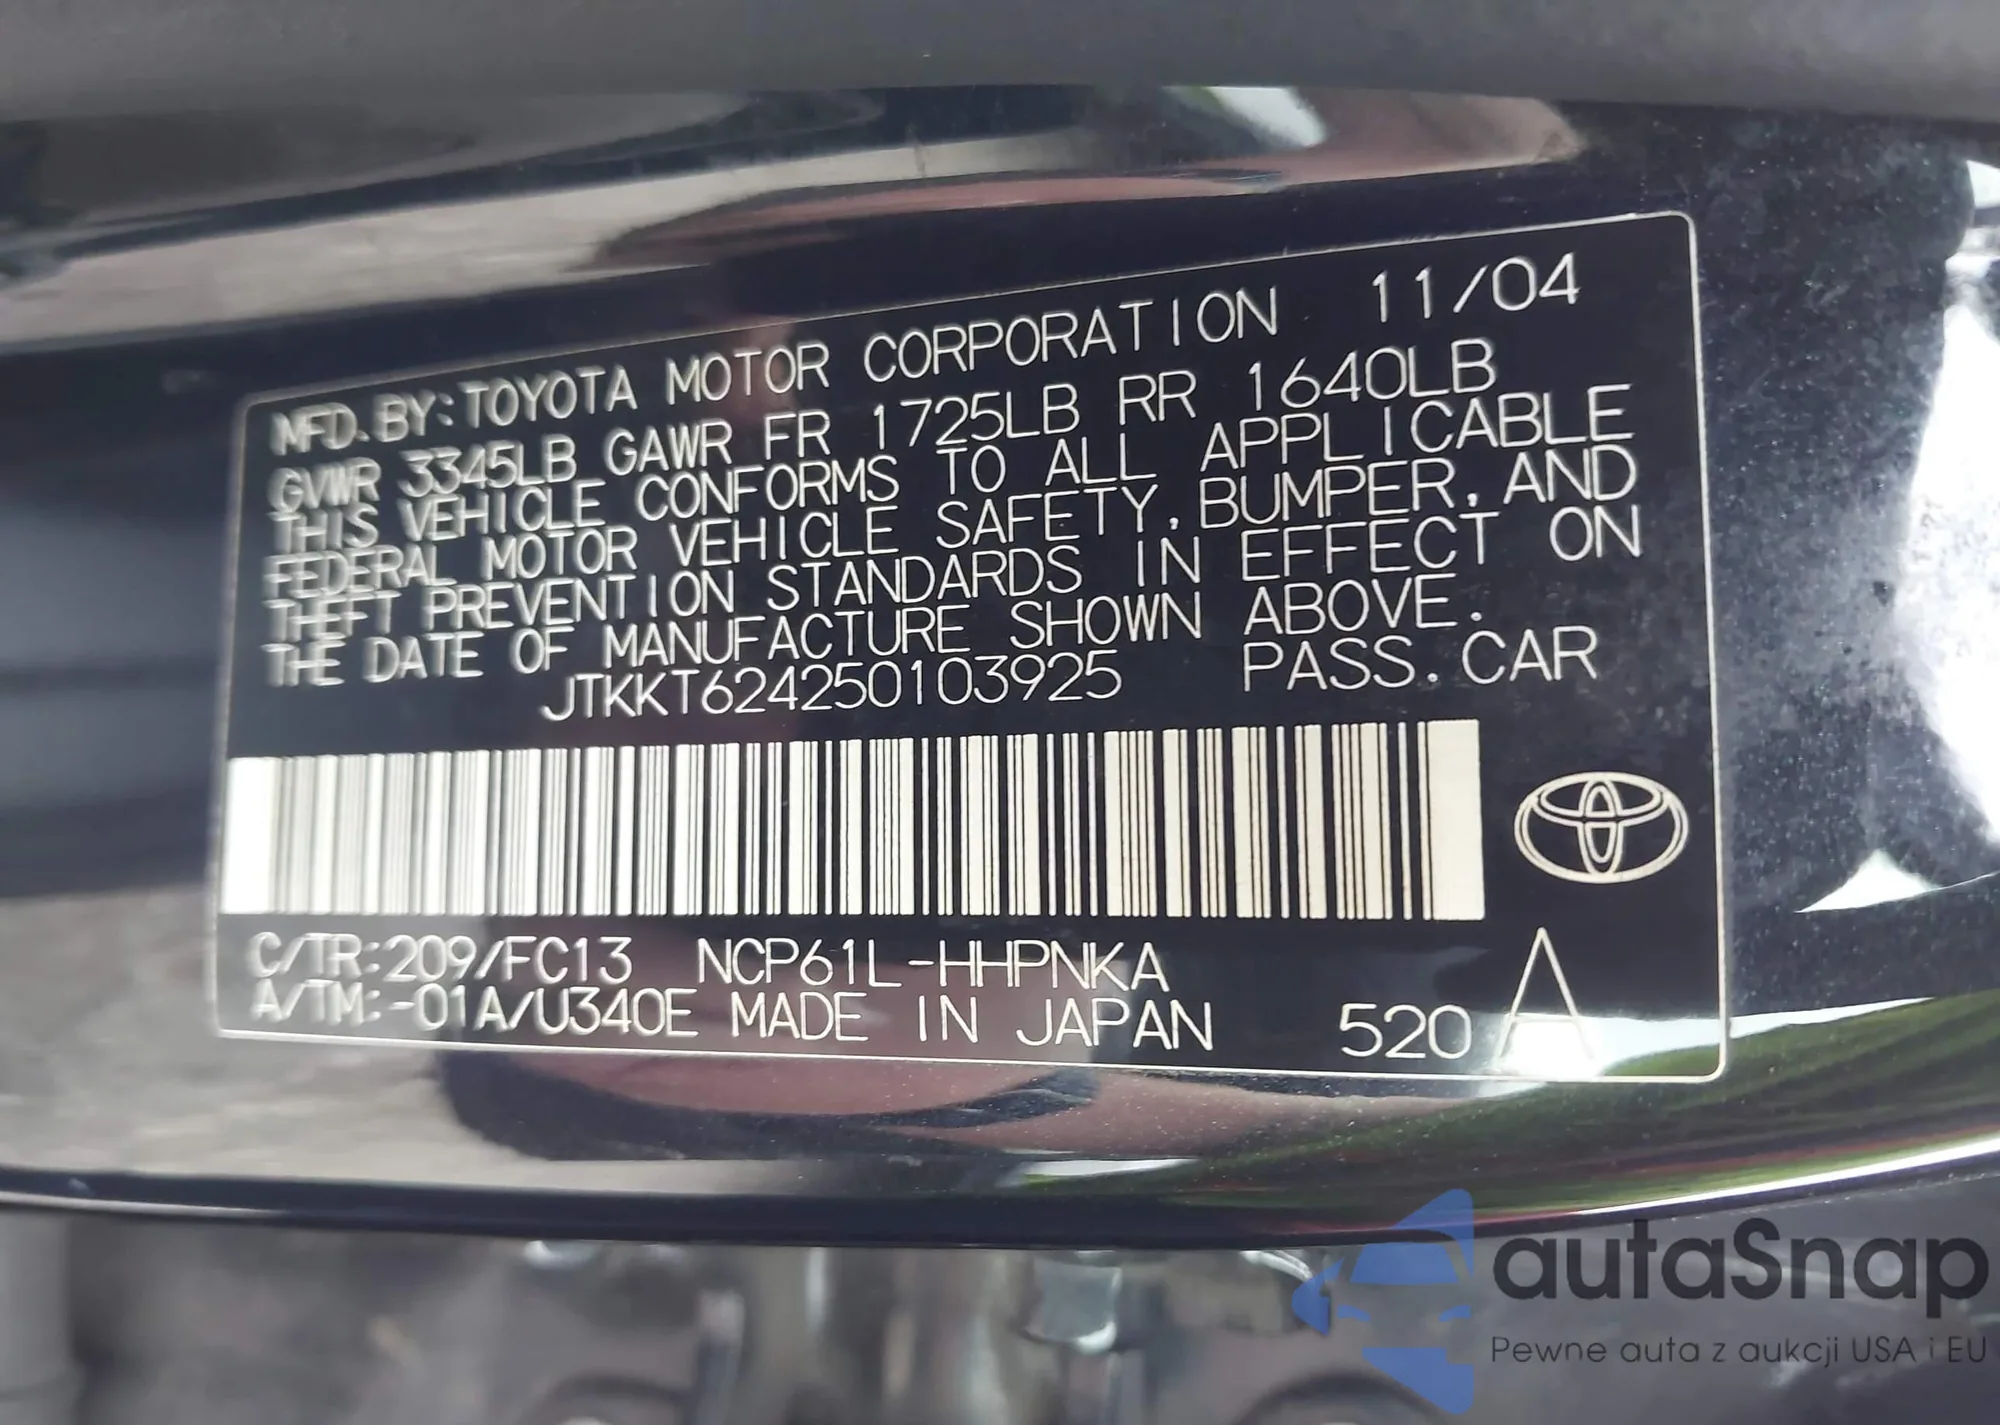 MFD. BY: TOYOTA MOTOR CORPORATION 11/04
GVWR 3345LB GAWR FR 1725LB RR 1640LB
THIS VEHICLE CONFORMS TO ALL APPLICABLE
FEDERAL MOTOR VEHICLE SAFETY, BUMPER, AND
THEFT PREVENTION STANDARDS IN EFFECT ON
THE DATE OF MANUFACTURE SHOWN ABOVE.
JTKKT624250103925 PASS. CAR
C/TR: 209/FC13 NCP61L-HHPNKA
A/TM: -01A/U340E MADE IN JAPAN 520 A
autaSnap
Pewne auta z aukcji USA i EU